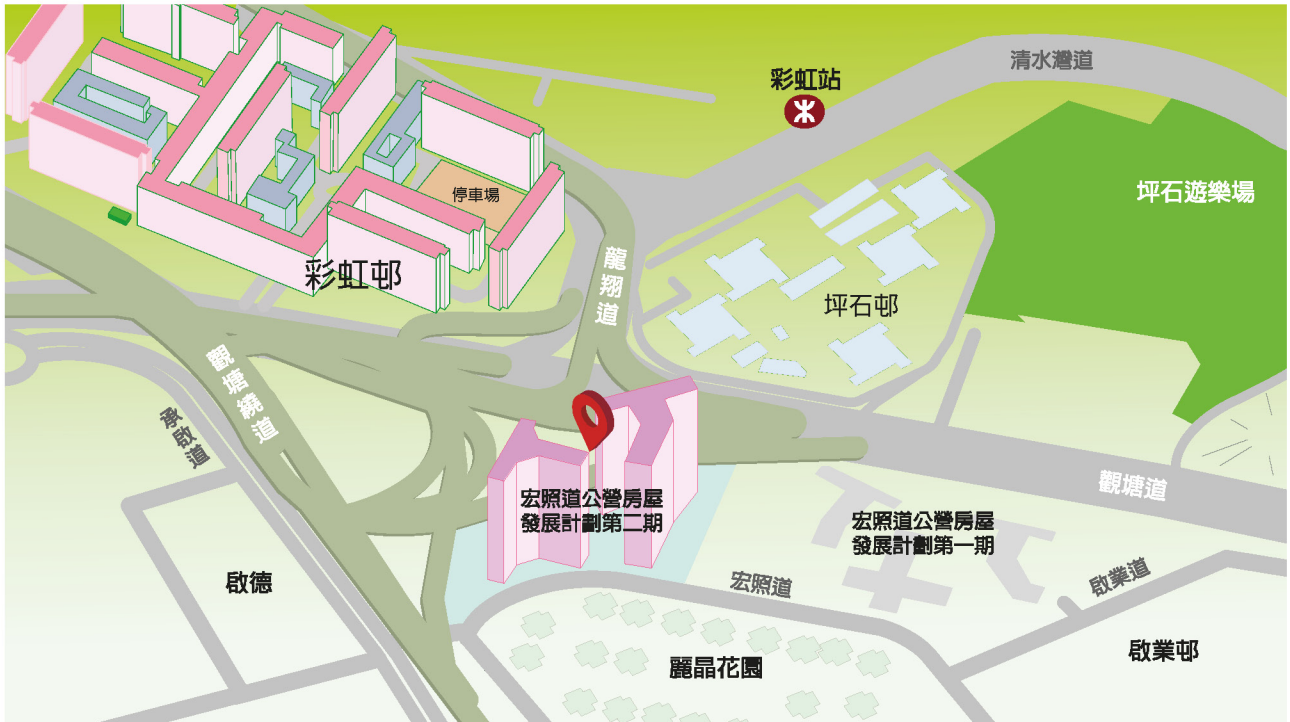 清水灣道
彩虹站
坪石遊樂場
停車場
彩虹邨
龍翔道
坪石邨
觀塘繞道
承啟道
觀塘道
宏照道公營房屋
發展計劃第二期
宏照道公營房屋
發展計劃第一期
啟德
宏照道
啟業道
麗晶花園
啟業邨